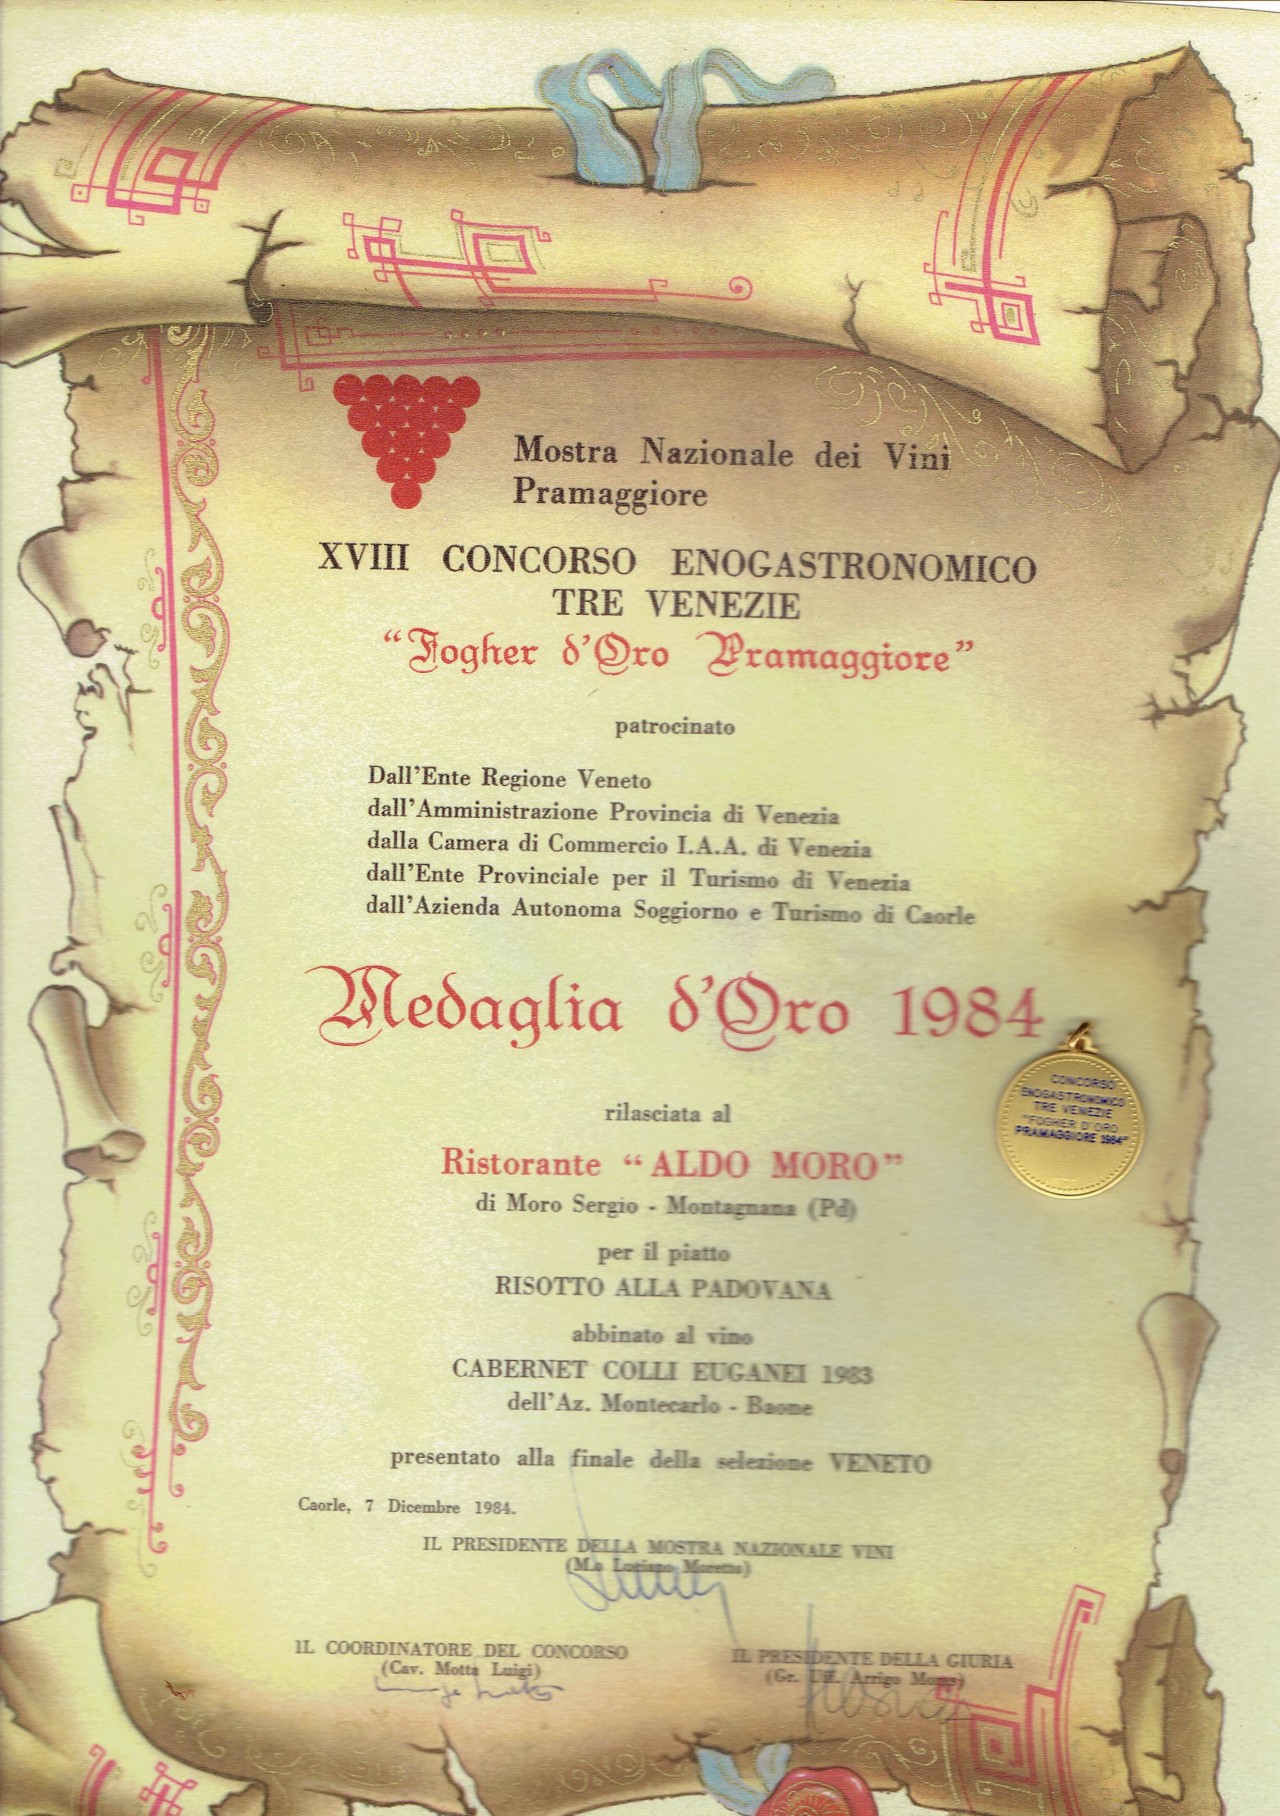 Mostra Nazionale dei Vini
Pramaggiore
XVIII CONCORSO ENOGASTRONOMICO
TRE VENEZIE
“Fogher d'Oro Pramaggiore”
patrocinato
Dall'Ente Regione Veneto
dall'Amministrazione Provincia di Venezia
dalla Camera di Commercio I.A.A. di Venezia
dall'Ente Provinciale per il Turismo di Venezia
dall'Azienda Autonoma Soggiorno e Turismo di Caorle
Medaglia d'Oro 1984
CONCORSO
ENOGASTRONOMICO
TRE VENEZIE
"FOGHER D'ORO
PRAMAGGIORE 1984"
rilasciata al
Ristorante “ALDO MORO”
di Moro Sergio - Montagnana (Pd)
per il piatto
RISOTTO ALLA PADOVANA
abbinato al vino
CABERNET COLLI EUGANEI 1983
dell'Az. Montecarlo - Baone
presentato alla finale della selezione VENETO
Caorle, 7 Dicembre 1984.
IL PRESIDENTE DELLA MOSTRA NAZIONALE VINI
(M.o Luciano Moretto)
IL COORDINATORE DEL CONCORSO
(Cav. Motta Luigi)
IL PRESIDENTE DELLA GIURIA
(Gr. Uff. Arrigo